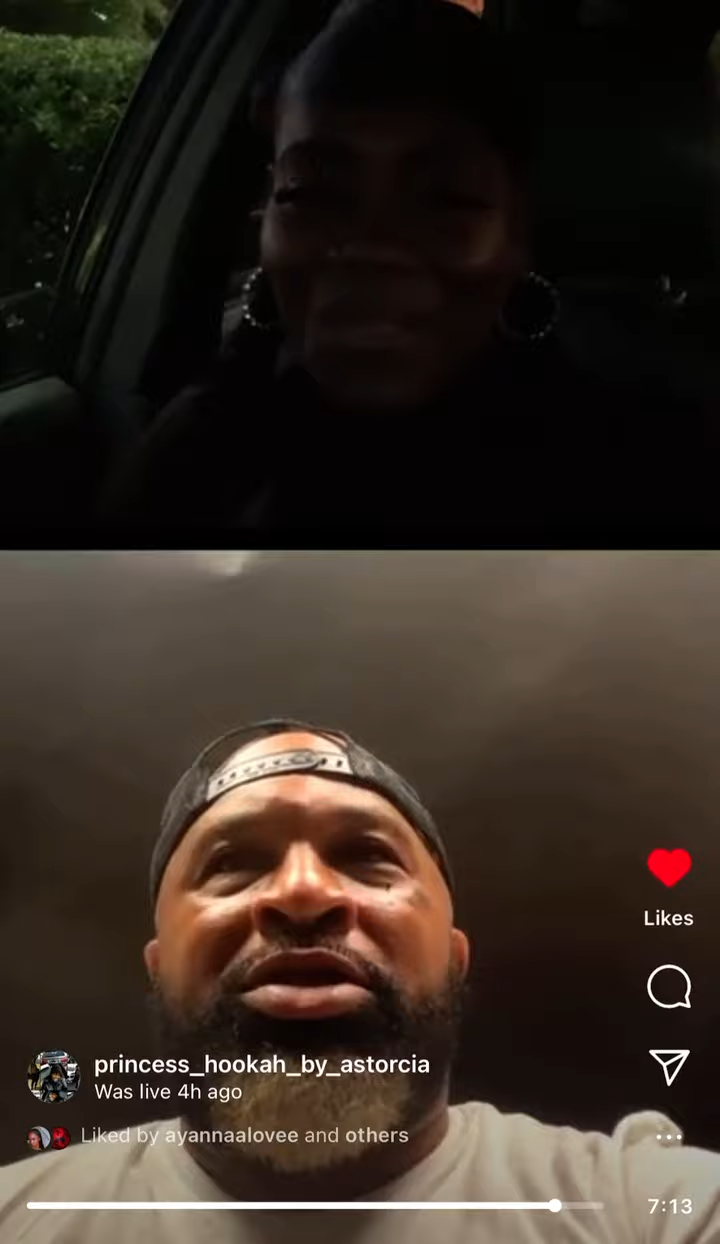 Likes
princess_hookah_by_astorcia
Was live 4h ago
Liked by ayannaalovee and others
7:13